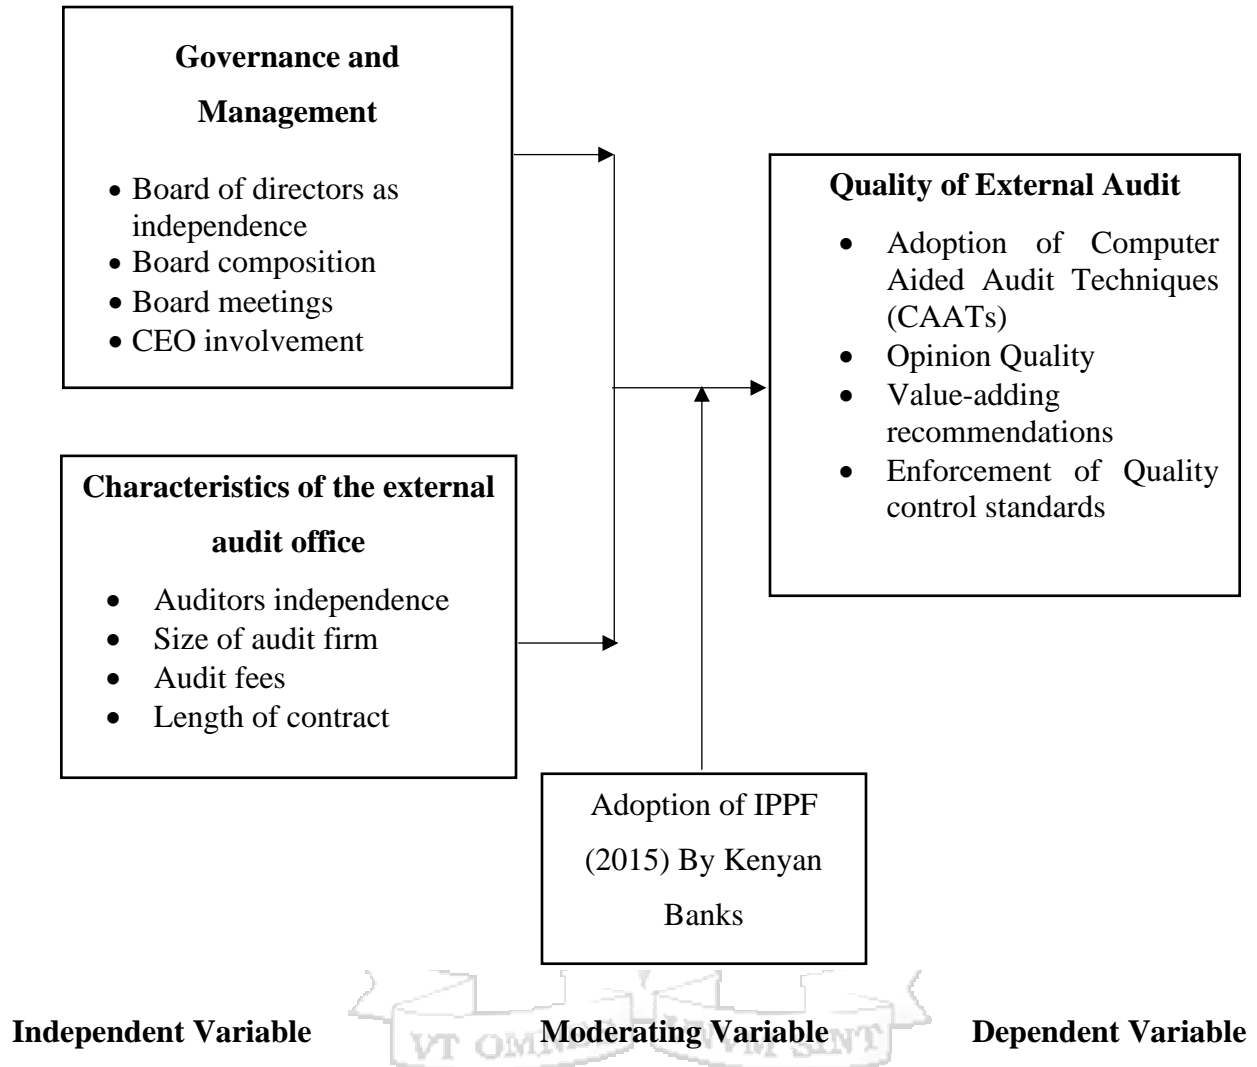 Governance and
Management
• Board of directors as
independence
• Board composition
• Board meetings
• CEO involvement
Characteristics of the external
audit office
• Auditors independence
• Size of audit firm
• Audit fees
• Length of contract
Quality of External Audit
• Adoption of Computer
Aided Audit Techniques
(CAATs)
• Opinion Quality
• Value-adding
recommendations
• Enforcement of Quality
control standards
Adoption of IPPF
(2015) By Kenyan
Banks
Independent Variable
Moderating Variable
Dependent Variable
VT
SINT